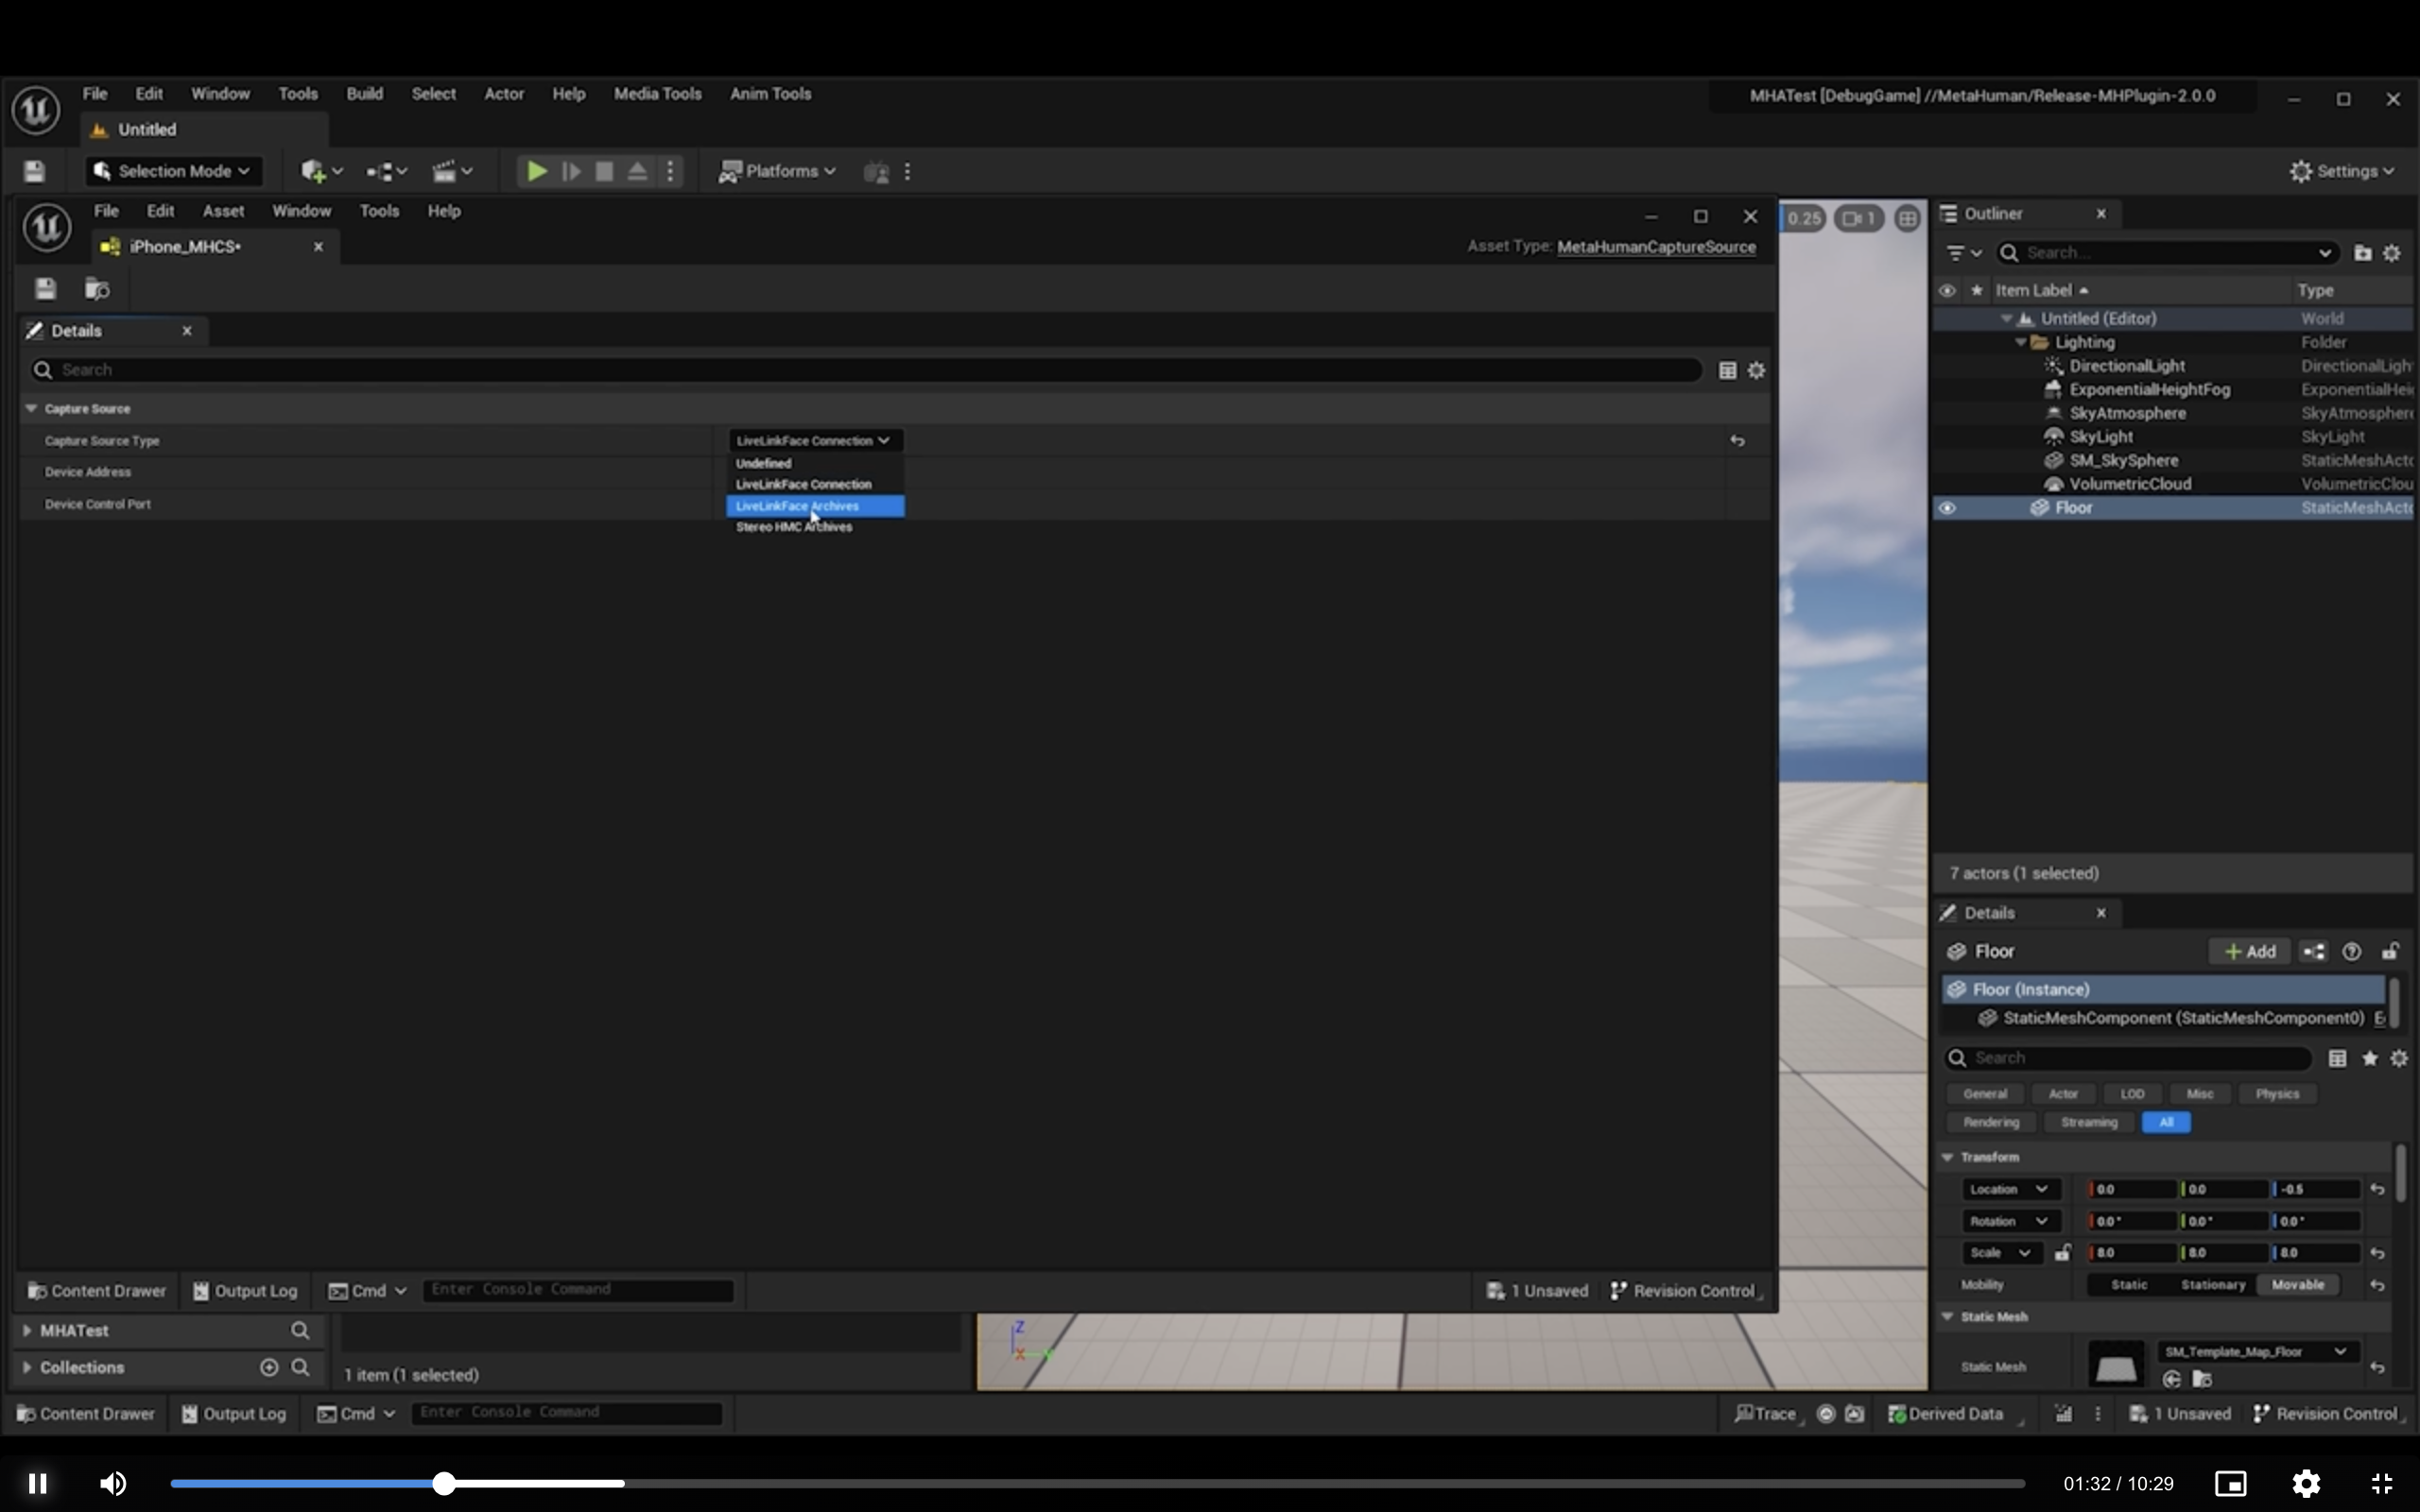 File Edit Window Tools Build Select Actor Help Media Tools Anim Tools
MHATest [DebugGame] //MetaHuman/Release-MHPlugin-2.0.0
Untitled
Selection Mode
Platforms
Settings
File Edit Asset Window Tools Help
iPhone_MHCS•
Asset Type: MetaHumanCaptureSource
Details
Search
Capture Source
Capture Source Type LiveLinkFace Connection
Device Address
Device Control Port
Undefined
LiveLinkFace Connection
LiveLinkFace Archives
Stereo HMC Archives
0.25 1
Outliner
Search...
Item Label Type
Untitled (Editor) World
Lighting Folder
DirectionalLight DirectionalLigh
ExponentialHeightFog ExponentialHei
SkyAtmosphere SkyAtmosphere
SkyLight SkyLight
SM_SkySphere StaticMeshActo
VolumetricCloud VolumetricClou
Floor StaticMeshActo
7 actors (1 selected)
Details
Floor Add
Floor (Instance)
StaticMeshComponent (StaticMeshComponent0) E
Search
General Actor LOD Misc Physics
Rendering Streaming All
Transform
Location 0.0 0.0 -0.5
Rotation 0.0° 0.0° 0.0°
Scale 8.0 8.0 8.0
Mobility Static Stationary Movable
Static Mesh
Static Mesh SM_Template_Map_Floor
Content Drawer Output Log Cmd Enter Console Command
1 Unsaved Revision Control
MHATest
Collections
1 item (1 selected)
Z
X
Content Drawer Output Log Cmd Enter Console Command
Trace Derived Data 1 Unsaved Revision Control
01:32 / 10:29